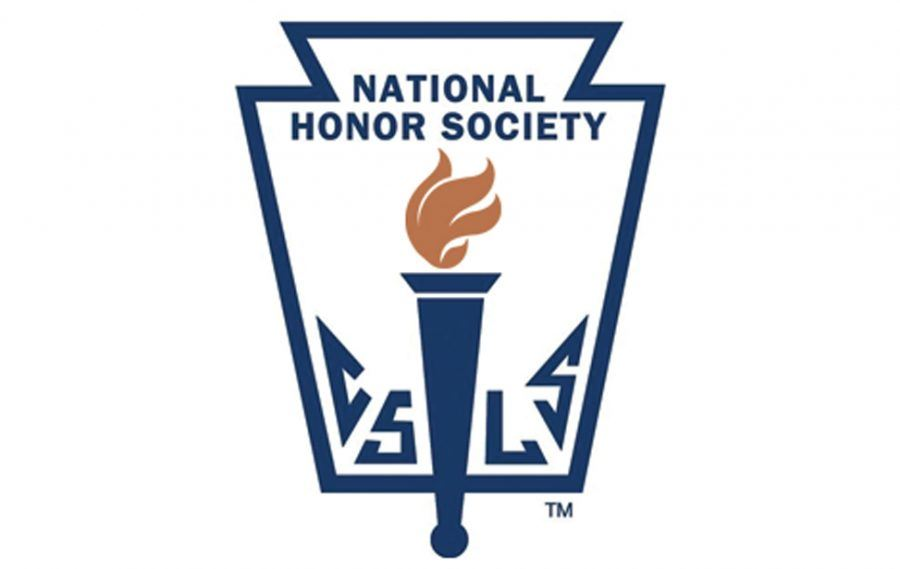 NATIONAL
HONOR SOCIETY
C S L S
TM